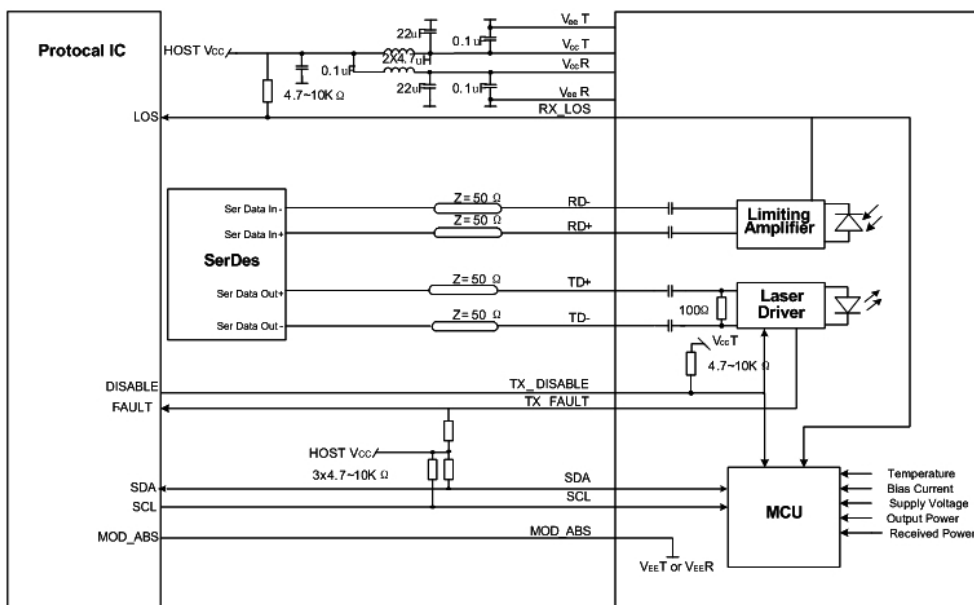 Protocal IC
HOST Vcc
22uF
0.1uF
VeeT
VccT
2X4.7uH
0.1uF
VccR
4.7~10K Ω
22uF
0.1uF
VeeR
LOS
RX_LOS
Z=50 Ω
RD-
Ser Data In-
Z=50 Ω
RD+
Limiting
Amplifier
Ser Data In+
SerDes
Z=50 Ω
TD+
Ser Data Out+
Laser
Driver
100Ω
Z=50 Ω
TD-
Ser Data Out-
VccT
4.7~10K Ω
DISABLE
TX_DISABLE
FAULT
TX_FAULT
HOST Vcc
3x4.7~10K Ω
SDA
SDA
SCL
SCL
MCU
Temperature
Bias Current
Supply Voltage
Output Power
Received Power
MOD_ABS
MOD_ABS
VEET or VEER